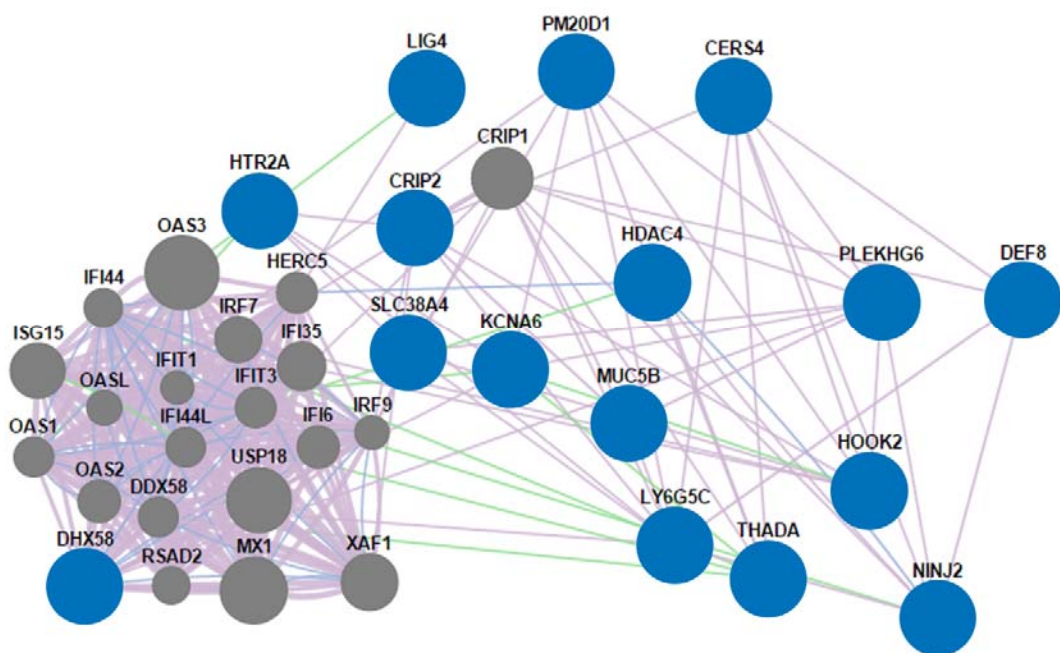 PM20D1
LIG4
CERS4
CRIP1
HTR2A
CRIP2
OAS3
HDAC4
PLEKHG6
DEF8
HERC5
IFI44
SLC38A4
KCNA6
IRF7
ISG15
IFI35
IFIT1
IFIT3
MUC5B
OASL
IRF9
IFI44L
IFI6
OAS1
HOOK2
USP18
OAS2
DDX58
LY6G5C
THADA
DHX58
RSAD2
MX1
XAF1
NINJ2